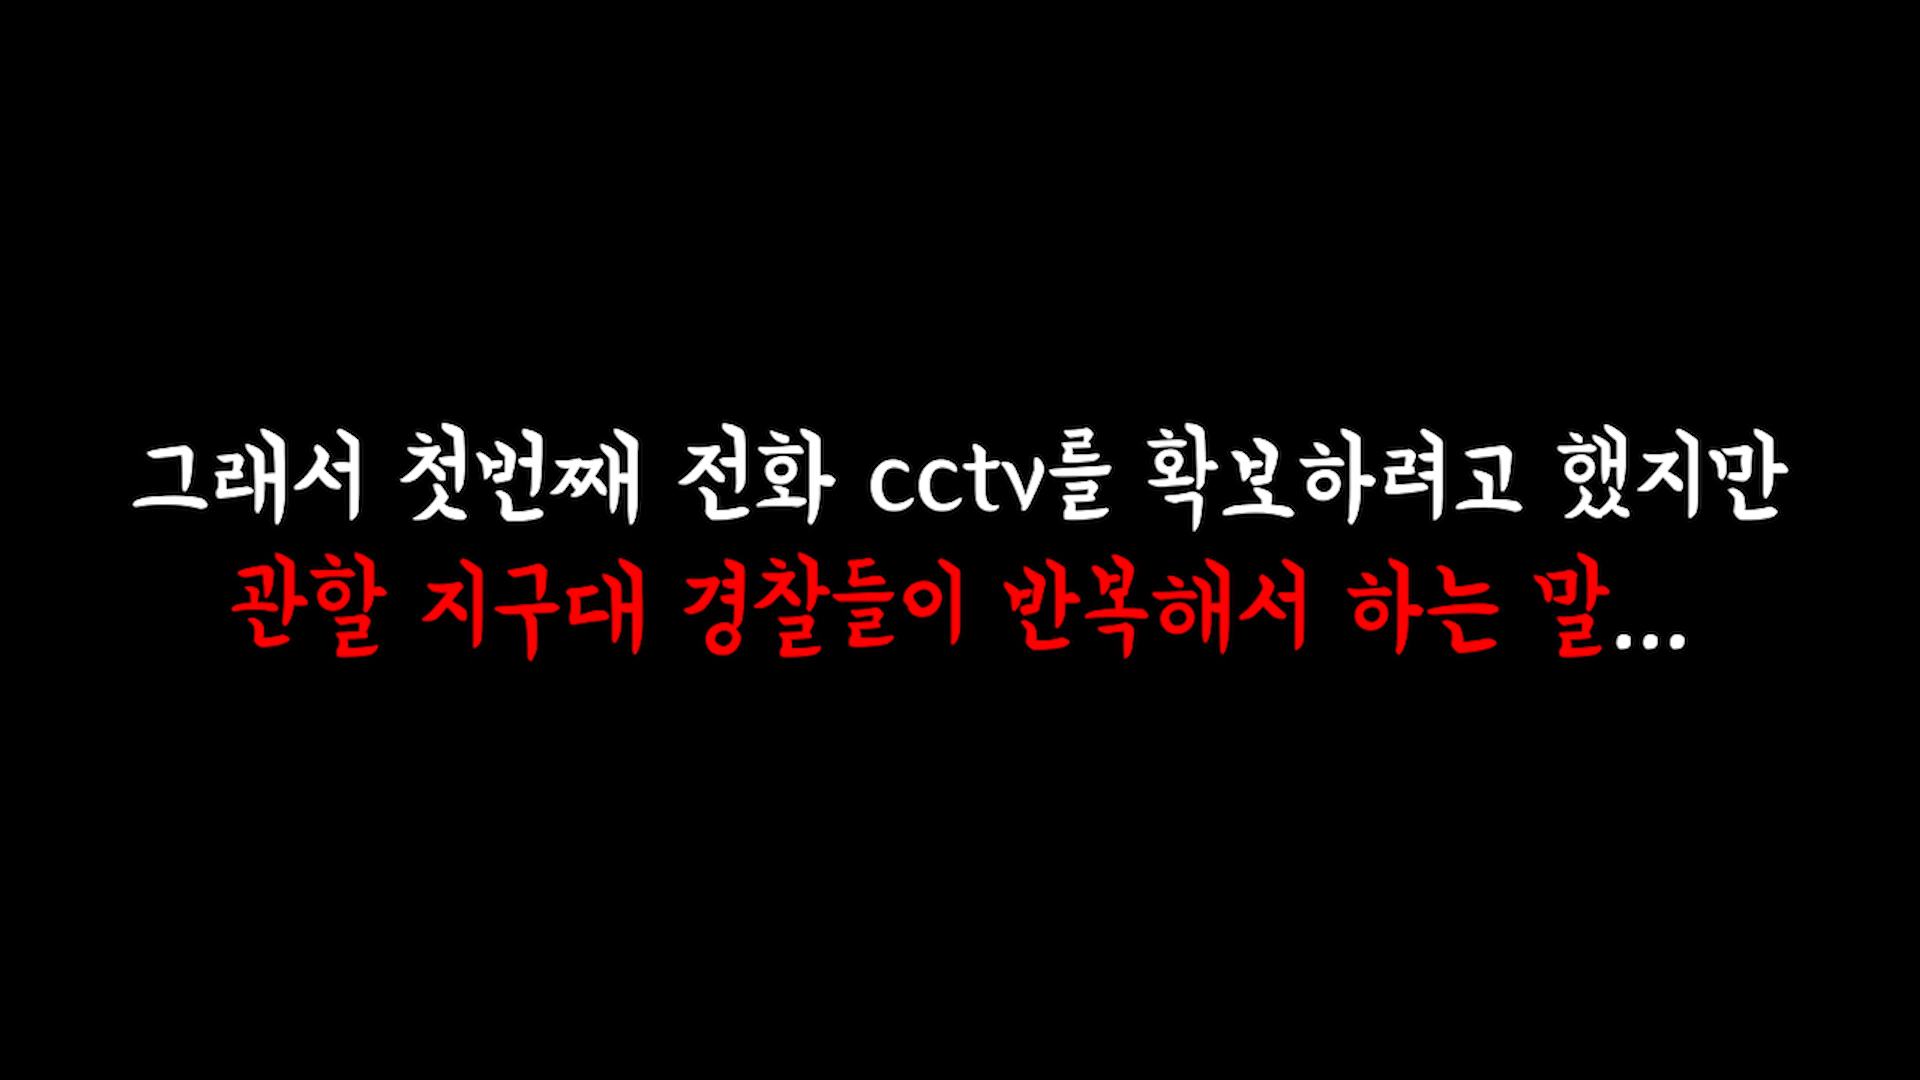 그래서 첫번째 전화 cctv를 확보하려고 했지만
관할 지구대 경찰들이 반복해서 하는 말...